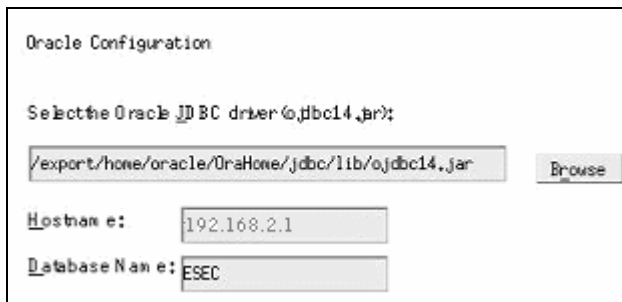 Oracle Configuration
Select the Oracle JDBC driver (ojdbc14.jar):
/export/home/oracle/OraHome/jdbc/lib/ojdbc14.jar Browse
Hostname: 192.168.2.1
Database Name: ESEC